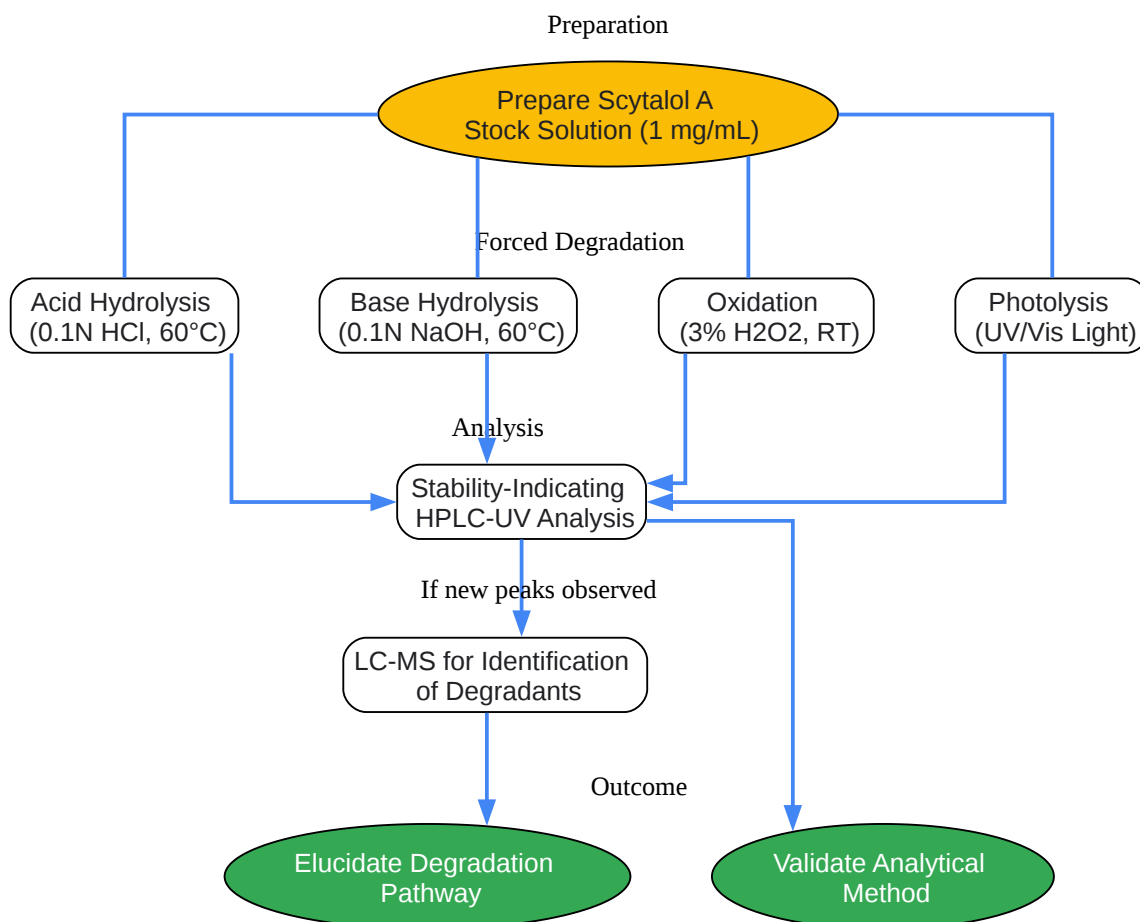 Preparation
Prepare Scytalol A
Stock Solution (1 mg/mL)
Forced Degradation
Acid Hydrolysis
(0.1N HCl, 60°C)
Base Hydrolysis
(0.1N NaOH, 60°C)
Oxidation
(3% H2O2, RT)
Photolysis
(UV/Vis Light)
Analysis
Stability-Indicating
HPLC-UV Analysis
If new peaks observed
LC-MS for Identification
of Degradants
Outcome
Elucidate Degradation
Pathway
Validate Analytical
Method